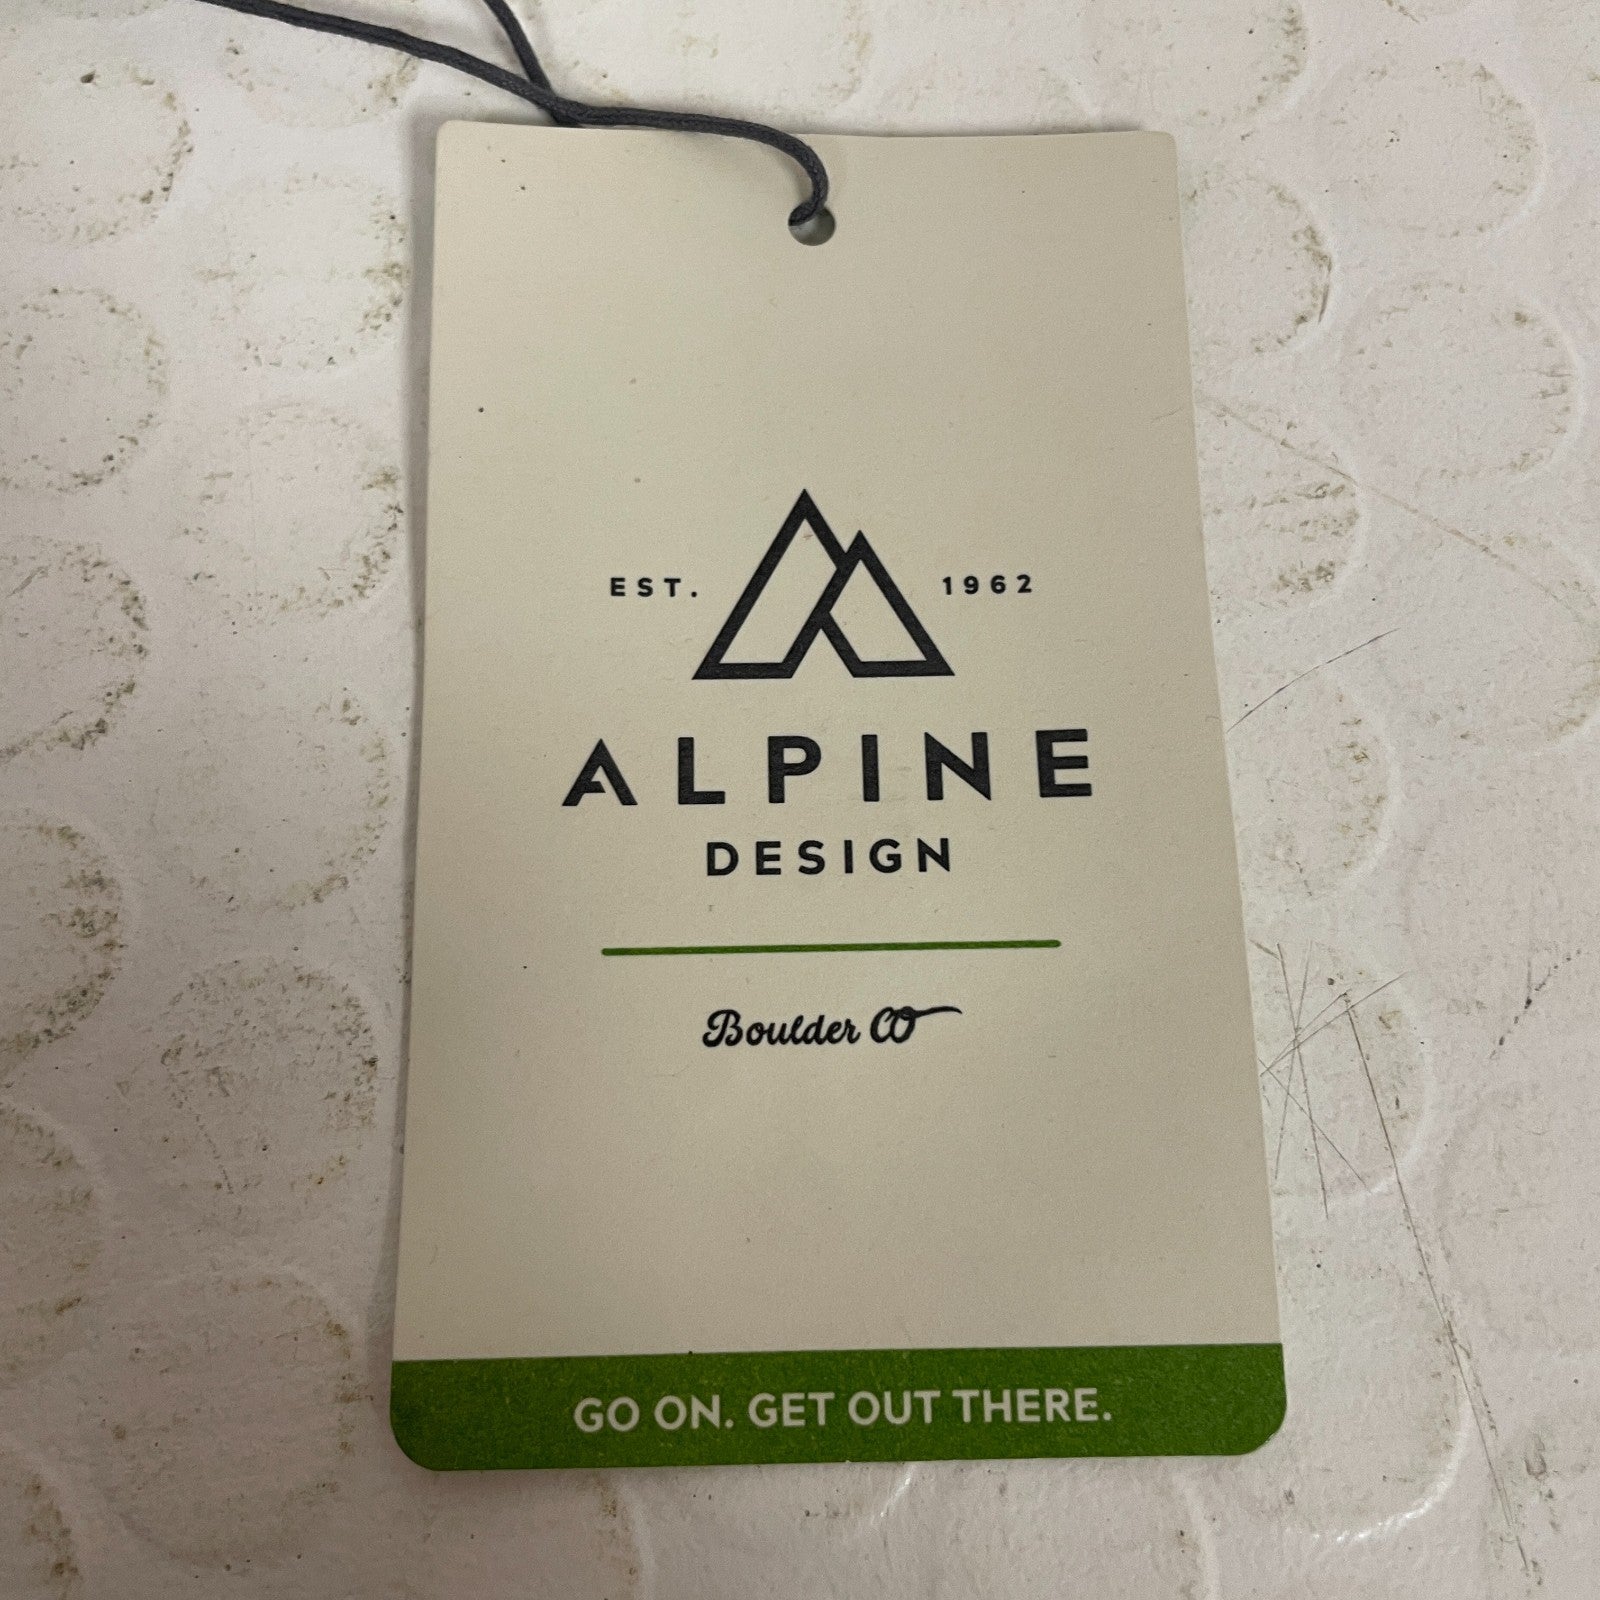 EST. 1962
ALPINE
DESIGN
Boulder CO
GO ON. GET OUT THERE.